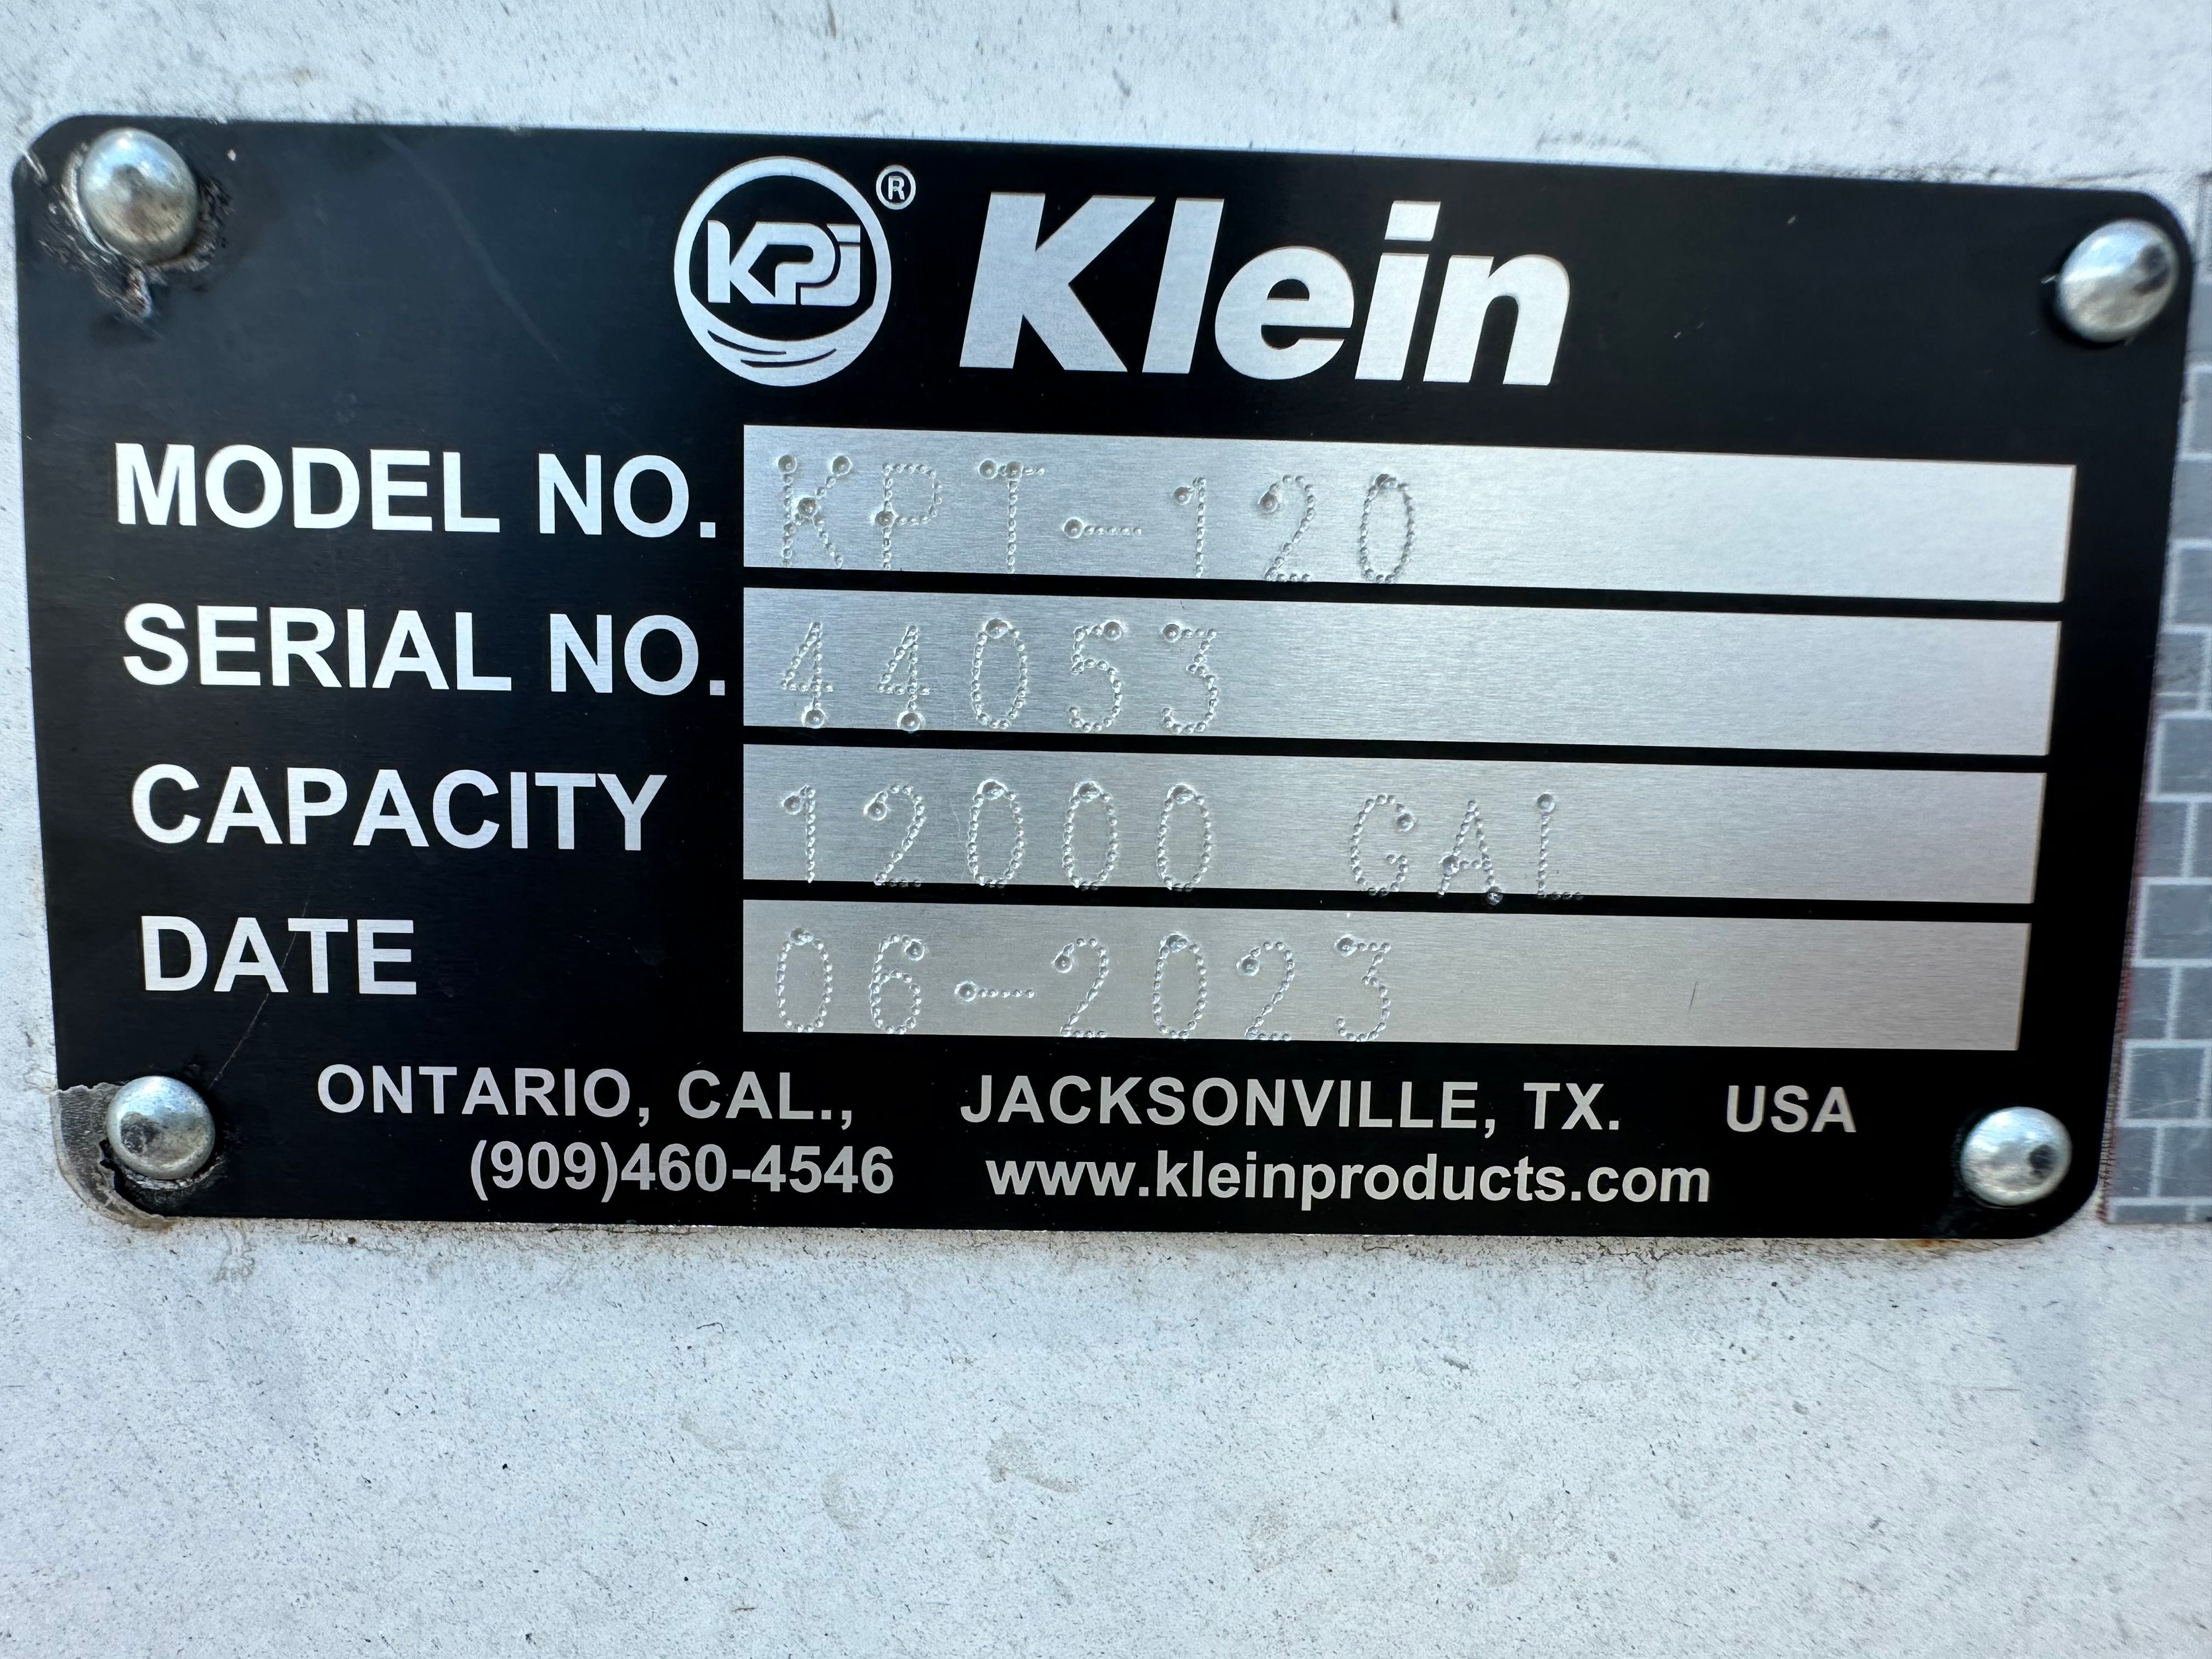 KPI® Klein
MODEL NO. KPT-120
SERIAL NO. 44053
CAPACITY 12000 GAL
DATE 06-2023
ONTARIO, CAL., JACKSONVILLE, TX. USA
(909)460-4546 www.kleinproducts.com